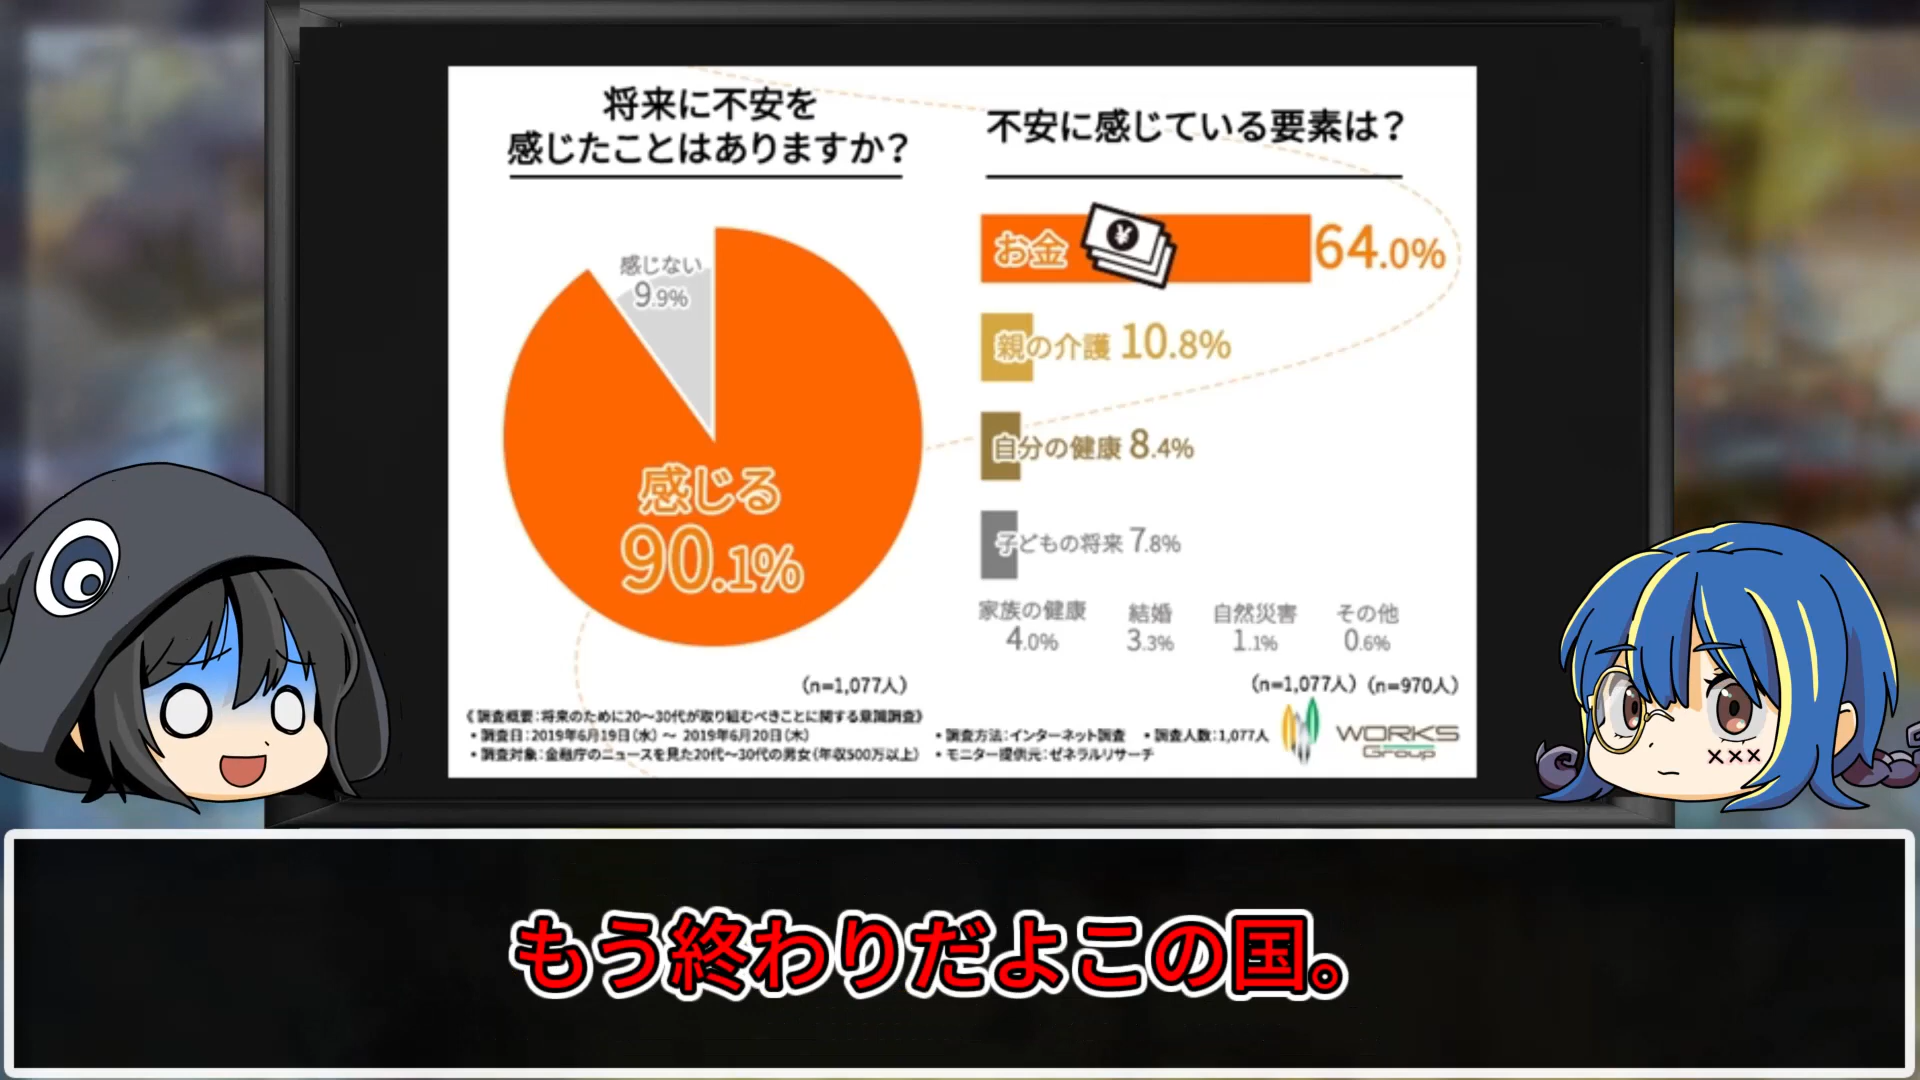 将来に不安を
感じたことはありますか?
感じない
9.9%
感じる
90.1%
(n=1,077人)
不安に感じている要素は?
お金 64.0%
親の介護 10.8%
自分の健康 8.4%
子どもの将来 7.8%
家族の健康 結婚 自然災害 その他
4.0% 3.3% 1.1% 0.6%
(n=1,077人) (n=970人)
《調査概要:将来のために20〜30代が取り組むべきことに関する意識調査》
・調査日:2019年6月19日(水) 〜 2019年6月20日(木) ・調査方法:インターネット調査 ・調査人数:1,077人
・調査対象:金融庁のニュースを見た20代〜30代の男女(年収500万以上) ・モニター提供元:ゼネラルリサーチ
WORKS
Group
もう終わりだよこの国。